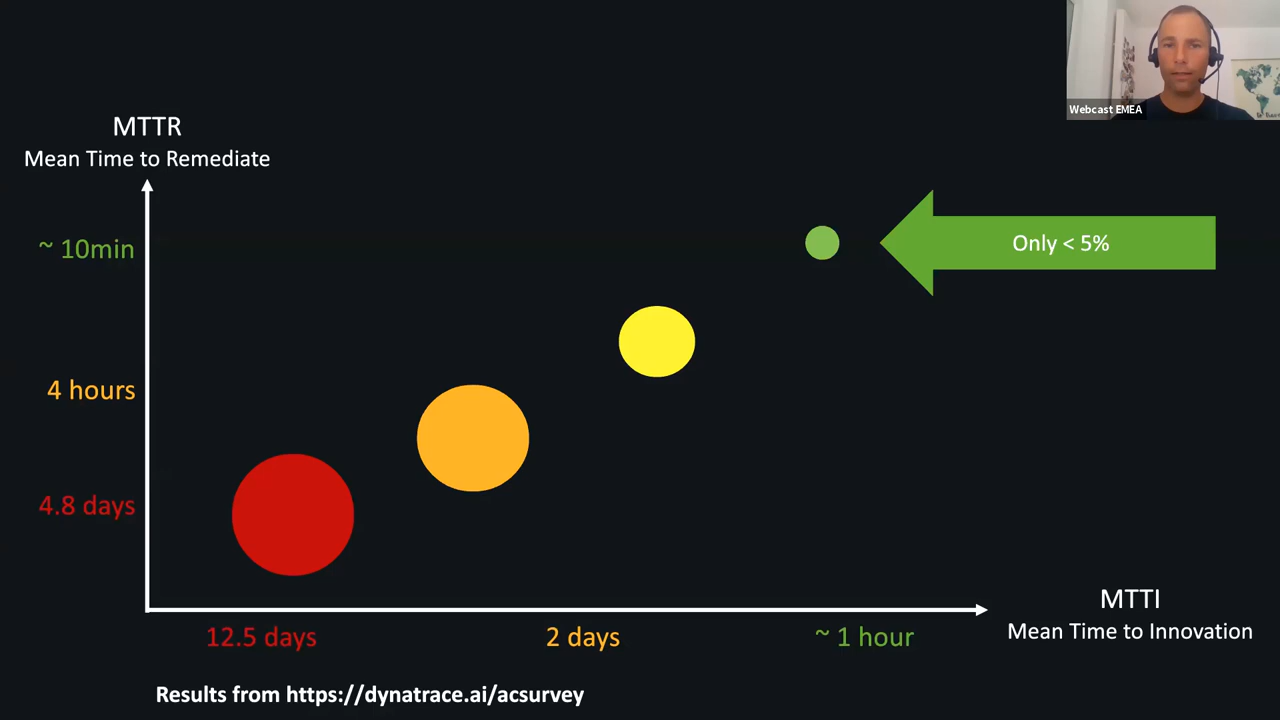 Webcast EMEA
MTTR
Mean Time to Remediate
~ 10min
Only < 5%
4 hours
4.8 days
MTTI
Mean Time to Innovation
12.5 days
2 days
~ 1 hour
Results from https://dynatrace.ai/acsurvey